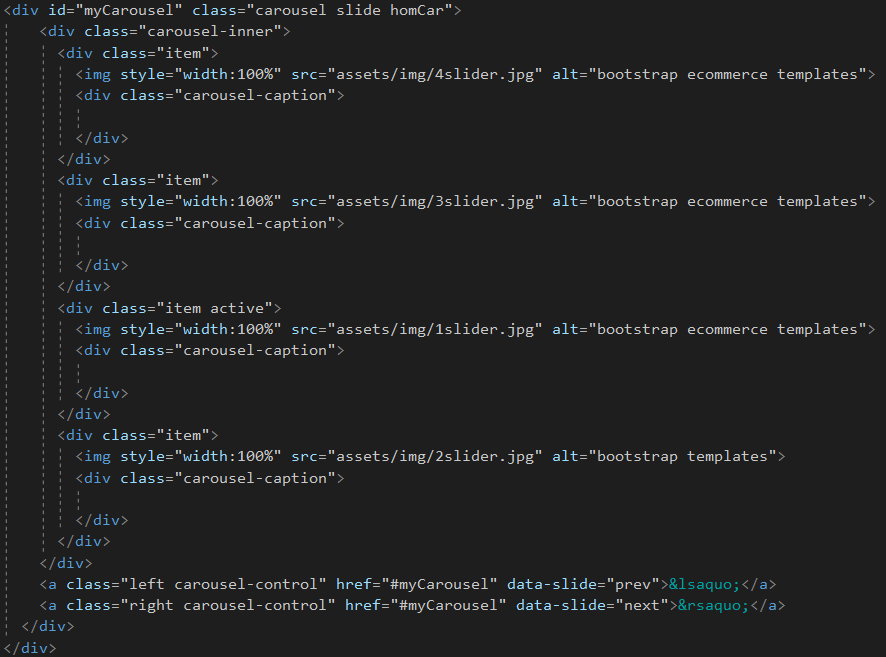 <div id="myCarousel" class="carousel slide homCar">
<div class="carousel-inner">
<div class="item">
<img style="width:100%" src="assets/img/4slider.jpg" alt="bootstrap ecommerce templates">
<div class="carousel-caption">
</div>
</div>
<div class="item">
<img style="width:100%" src="assets/img/3slider.jpg" alt="bootstrap ecommerce templates">
<div class="carousel-caption">
</div>
</div>
<div class="item active">
<img style="width:100%" src="assets/img/1slider.jpg" alt="bootstrap ecommerce templates">
<div class="carousel-caption">
</div>
</div>
<div class="item">
<img style="width:100%" src="assets/img/2slider.jpg" alt="bootstrap templates">
<div class="carousel-caption">
</div>
</div>
</div>
<a class="left carousel-control" href="#myCarousel" data-slide="prev">&lsaquo;</a>
<a class="right carousel-control" href="#myCarousel" data-slide="next">&rsaquo;</a>
</div>
</div>